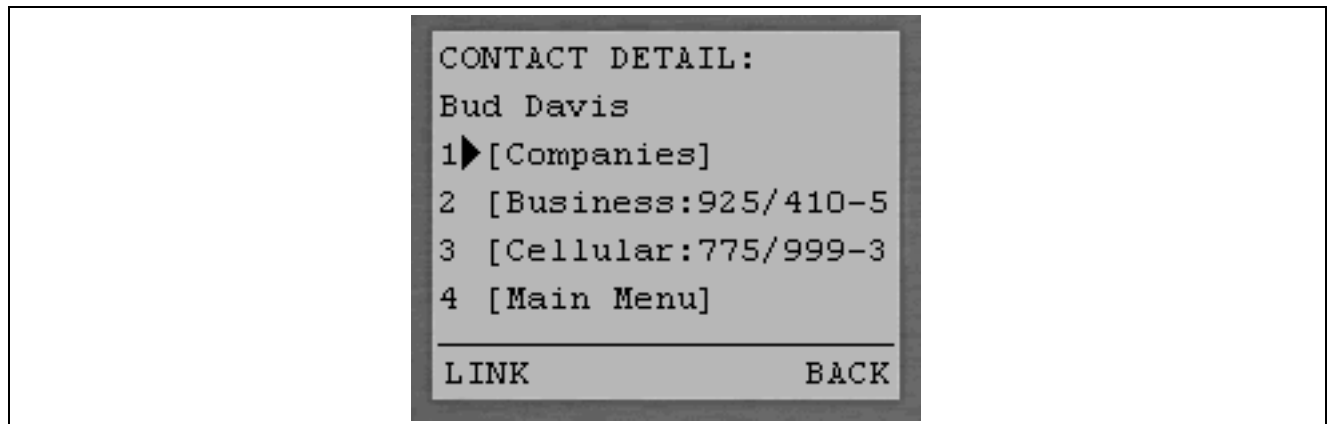 CONTACT DETAIL:
Bud Davis
1 [Companies]
2 [Business:925/410-5
3 [Cellular:775/999-3
4 [Main Menu]
LINK BACK